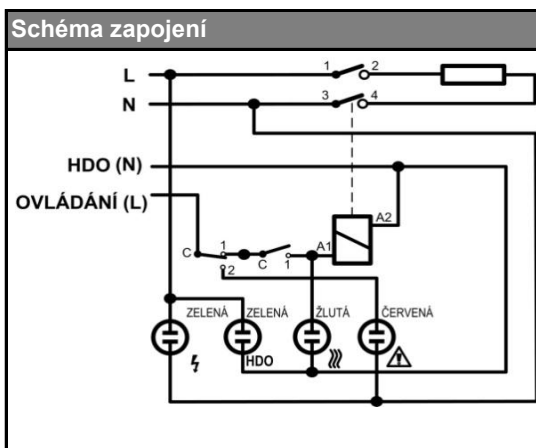 Schéma zapojení
L 1 2
N 3 4
HDO (N)
OVLÁDÁNÍ (L)
A2
C 1 C 1 A1
2
ZELENÁ ZELENÁ ŽLUTÁ ČERVENÁ
HDO